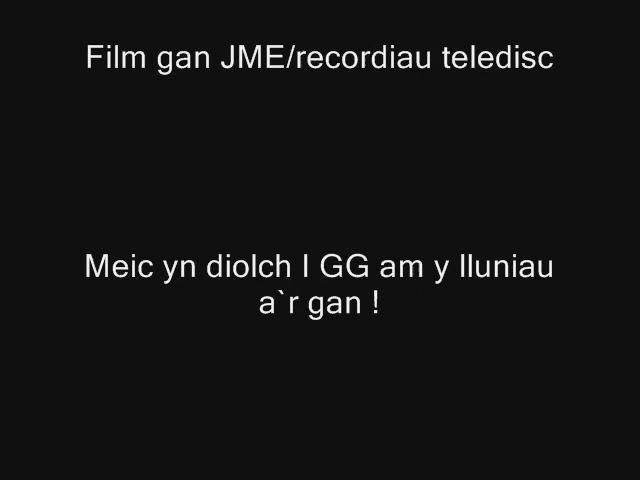 Film gan JME/recordiau teledisc
Meic yn diolch I GG am y lluniau
a`r gan !